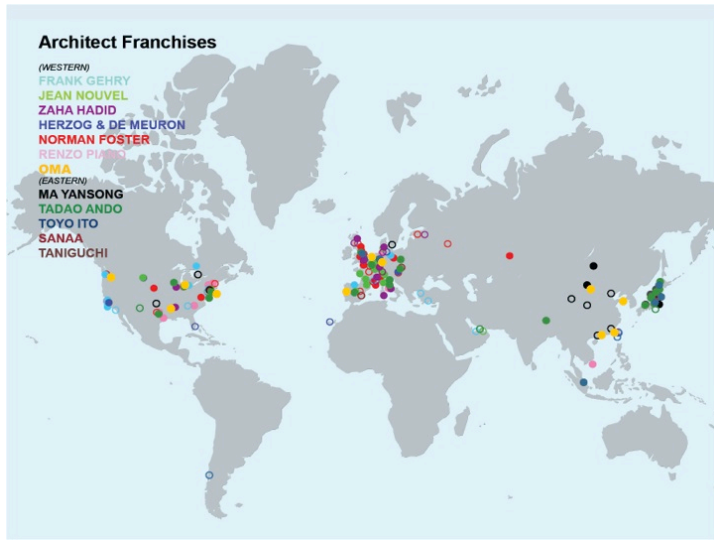 Architect Franchises
(WESTERN)
FRANK GEHRY
JEAN NOUVEL
ZAHA HADID
HERZOG & DE MEURON
NORMAN FOSTER
RENZO PIANO
OMA
(EASTERN)
MA YANSONG
TADAO ANDO
TOYO ITO
SANAA
TANIGUCHI